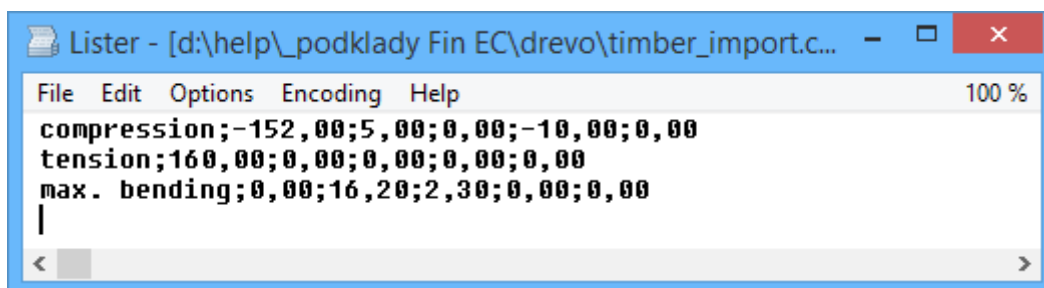 Lister - [d:\help\_podklady Fin EC\drevo\timber_import.c...
File Edit Options Encoding Help 100 %
compression;-152,00;5,00;0,00;-10,00;0,00
tension;160,00;0,00;0,00;0,00;0,00
max. bending;0,00;16,20;2,30;0,00;0,00